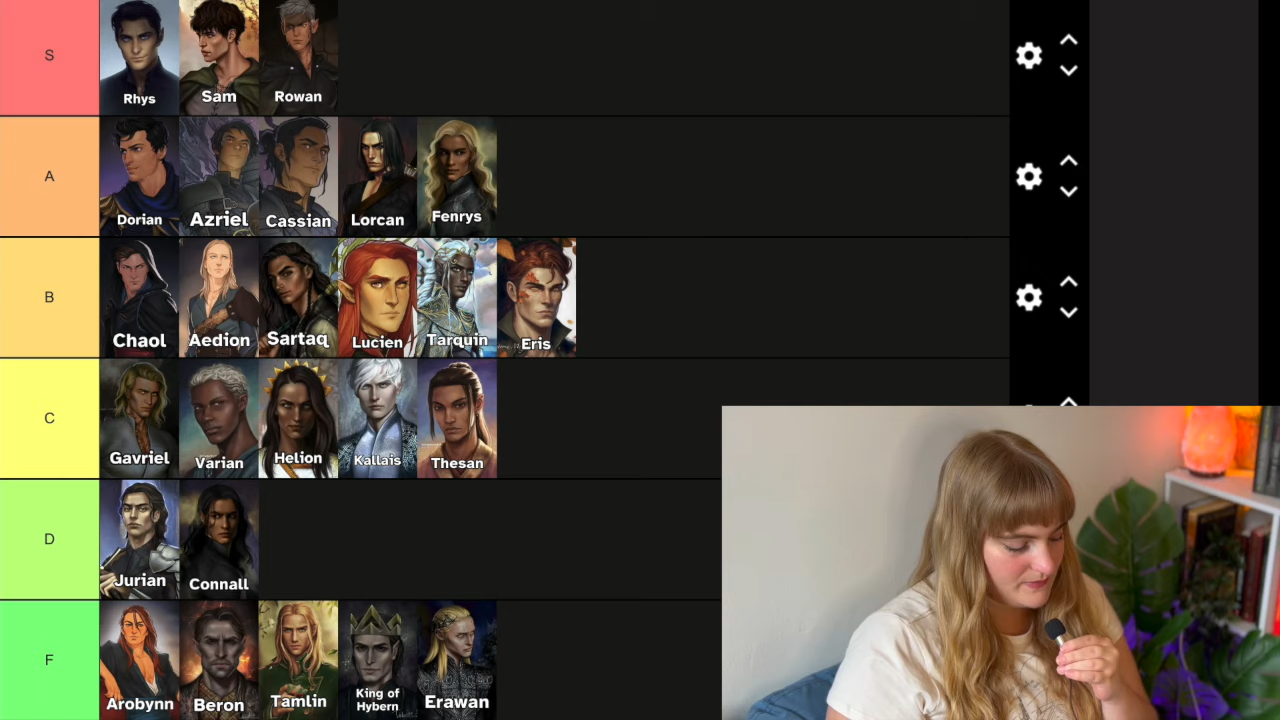 S
Rhys
Sam
Rowan
A
Dorian
Azriel
Cassian
Lorcan
Fenrys
B
Chaol
Aedion
Sartaq
Lucien
Tarquin
Eris
C
Gavriel
Varian
Helion
Kallais
Thesan
D
Jurian
Connall
F
Arobynn
Beron
Tamlin
King of
Hybern
Erawan